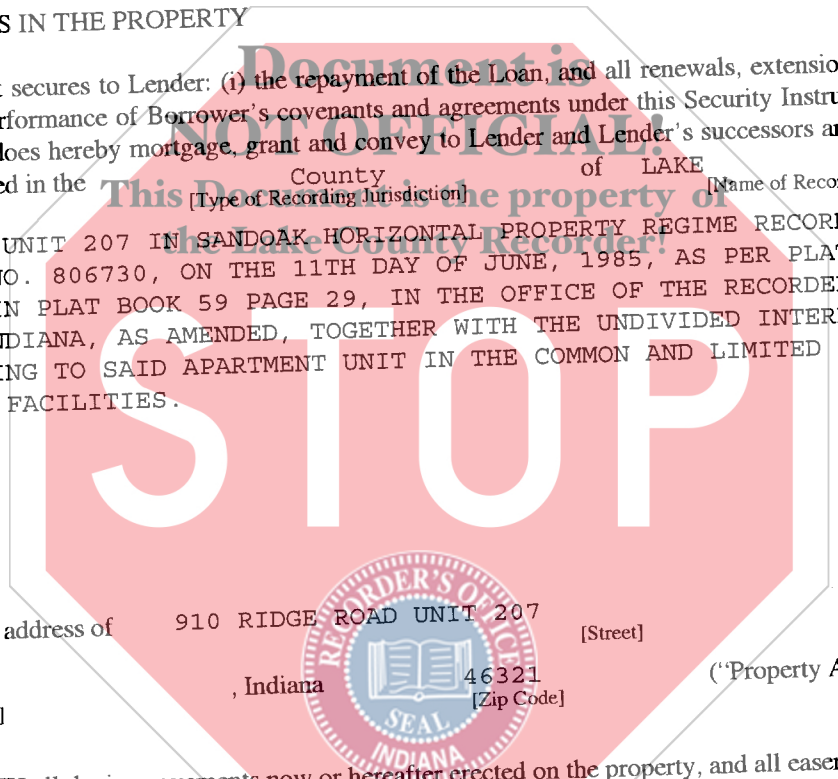 S IN THE PROPERTY
Document is
secures to Lender: (i) the repayment of the Loan, and all renewals, extensio
rformance of Borrower's covenants and agreements under this Security Instru
NOT OFFICIAL!
loes hereby mortgage, grant and convey to Lender and Lender's successors a
ed in the County of LAKE
This Document is the property of
[Type of Recording Jurisdiction] [Name of Reco
the Lake County Recorder!
UNIT 207 IN SANDOAK HORIZONTAL PROPERTY REGIME RECOR
NO. 806730, ON THE 11TH DAY OF JUNE, 1985, AS PER PLAT
IN PLAT BOOK 59 PAGE 29, IN THE OFFICE OF THE RECORDE
NDIANA, AS AMENDED, TOGETHER WITH THE UNDIVIDED INTER
ING TO SAID APARTMENT UNIT IN THE COMMON AND LIMITED
FACILITIES.
STOP
address of 910 RIDGE ROAD UNIT 207
[Street]
, Indiana 46321 ("Property A
[Zip Code]
]
RECORDER'S OFFICE
SEAL
INDIANA
now or hereafter erected on the property, and all ease